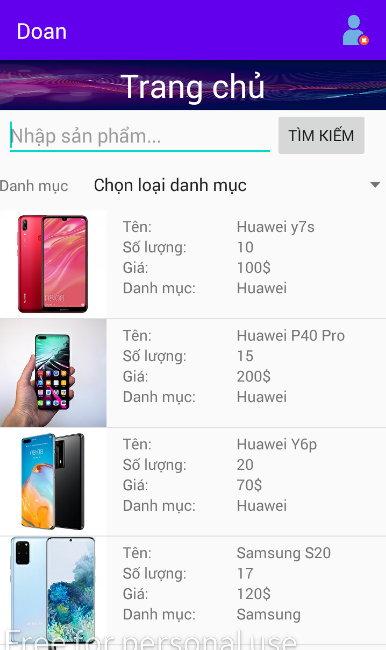 Doan
Trang chủ
Nhập sản phẩm...
TÌM KIẾM
Danh mục
Chọn loại danh mục
Tên: Huawei y7s
Số lượng: 10
Giá: 100$
Danh mục: Huawei
Tên: Huawei P40 Pro
Số lượng: 15
Giá: 200$
Danh mục: Huawei
Tên: Huawei Y6p
Số lượng: 20
Giá: 70$
Danh mục: Huawei
Tên: Samsung S20
Số lượng: 17
Giá: 120$
Danh mục: Samsung
Free for personal use